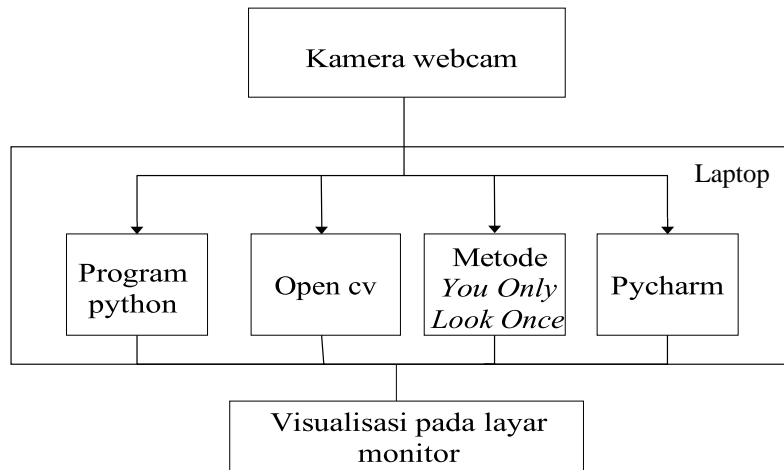 Kamera webcam
Laptop
Program
python
Open cv
Metode
You Only
Look Once
Pycharm
Visualisasi pada layar
monitor